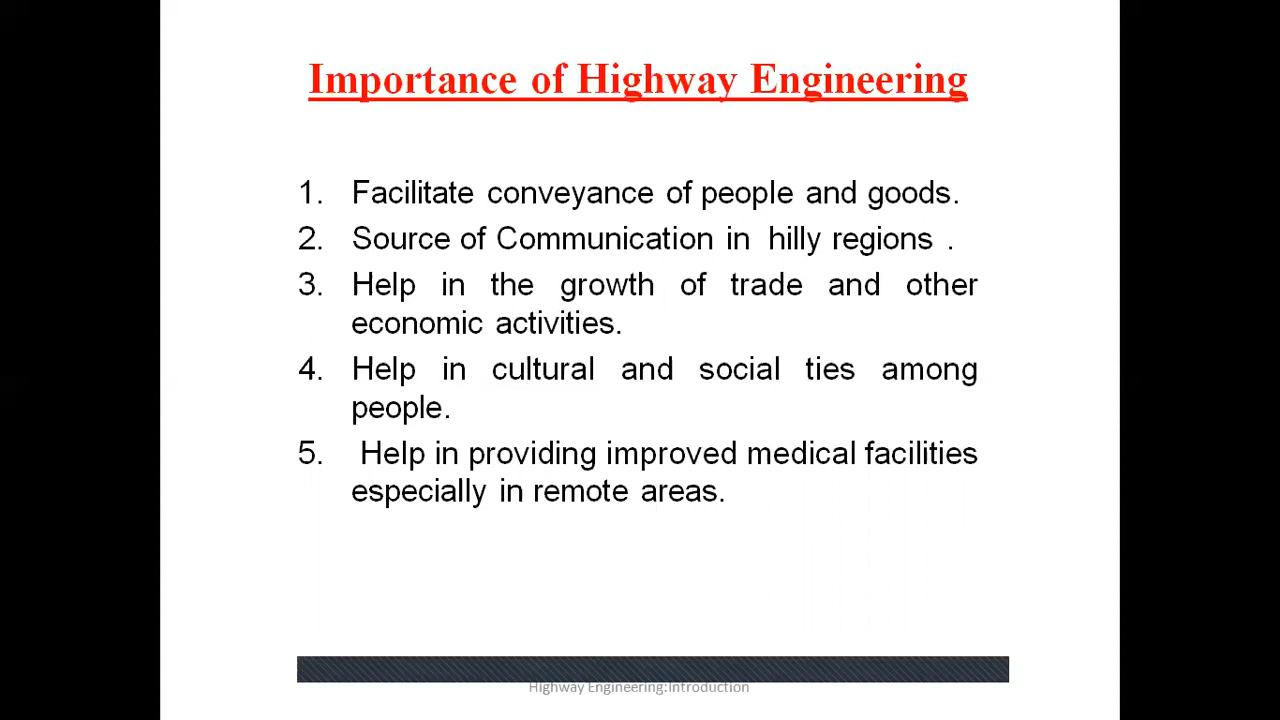 Importance of Highway Engineering
1. Facilitate conveyance of people and goods.
2. Source of Communication in hilly regions .
3. Help in the growth of trade and other
economic activities.
4. Help in cultural and social ties among
people.
5. Help in providing improved medical facilities
especially in remote areas.
Highway Engineering:Introduction